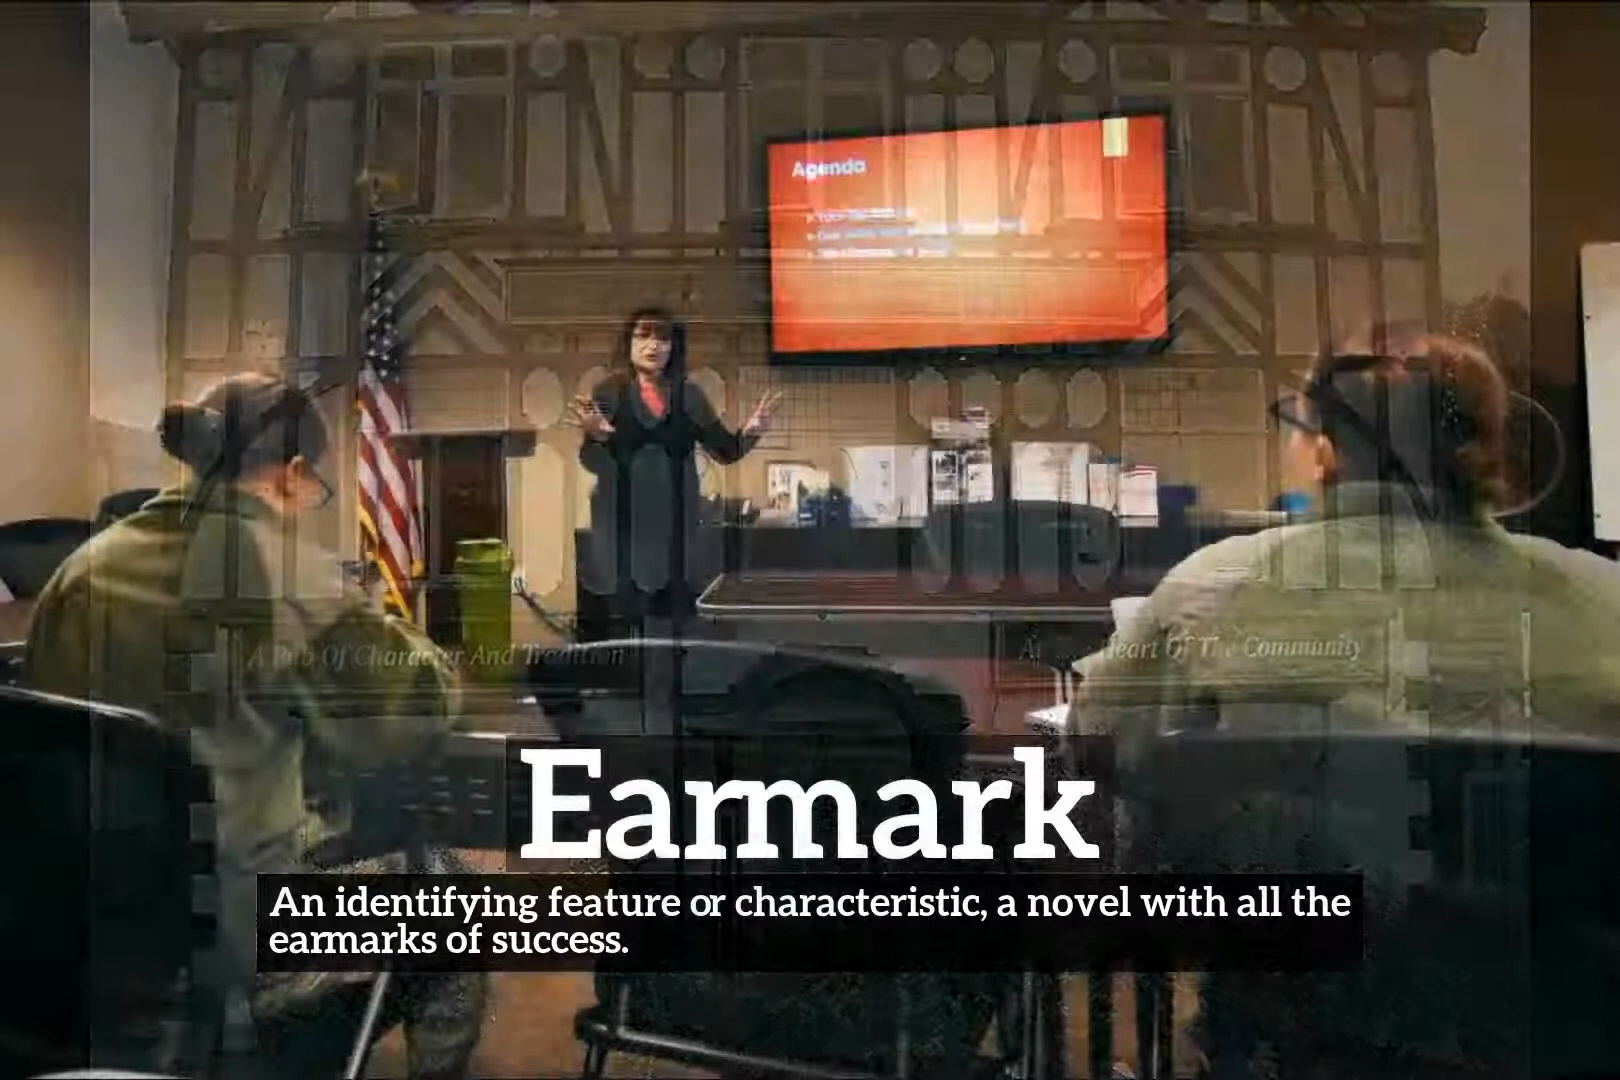 Agenda
A Pub Of Character And Tradition
Heart Of The Community
Earmark
An identifying feature or characteristic, a novel with all the
earmarks of success.